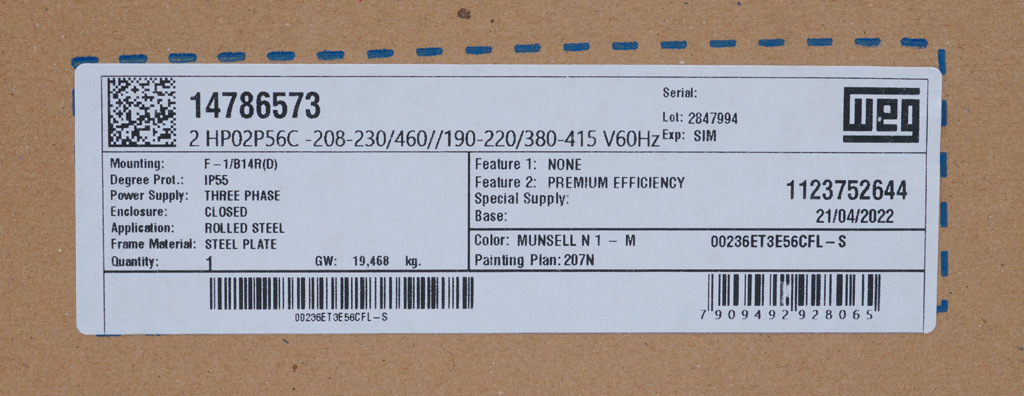 14786573
Serial:
Lot: 2847994
weg
2 HP02P56C -208-230/460//190-220/380-415 V60Hz Exp: SIM
Mounting: F-1/B14R(D)
Degree Prot.: IP55
Power Supply: THREE PHASE
Enclosure: CLOSED
Application: ROLLED STEEL
Frame Material: STEEL PLATE
Quantity: 1 GW: 19,468 kg.
Feature 1: NONE
Feature 2: PREMIUM EFFICIENCY
Special Supply:
Base:
1123752644
21/04/2022
Color: MUNSELL N 1 - M 00236ET3E56CFL-S
Painting Plan: 207N
00236ET3E56CFL-S
7 909492 928065